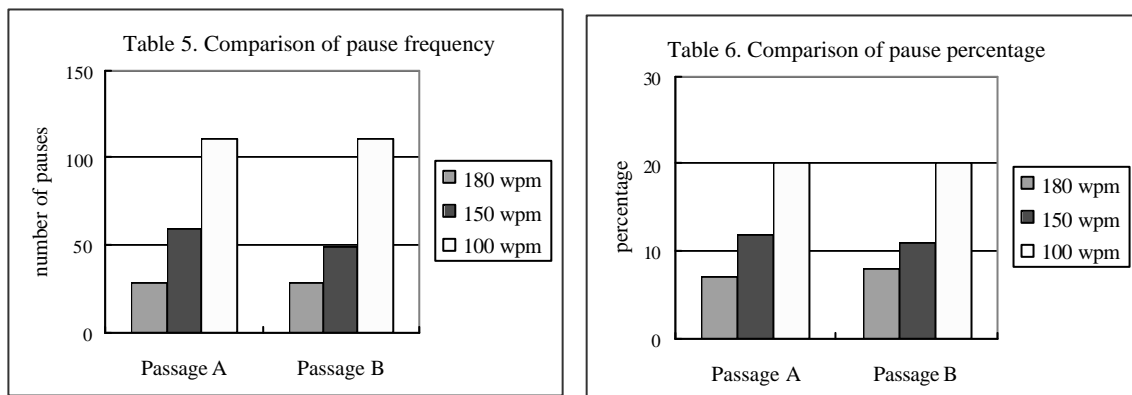 Table 5. Comparison of pause frequency
150
100
50
0
number of pauses
Passage A
Passage B
180 wpm
150 wpm
100 wpm
Table 6. Comparison of pause percentage
30
20
10
0
percentage
Passage A
Passage B
180 wpm
150 wpm
100 wpm